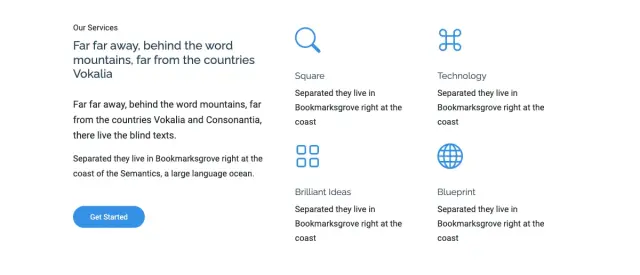 Our Services
Far far away, behind the word
mountains, far from the countries
Vokalia
Far far away, behind the word mountains, far
from the countries Vokalia and Consonantia,
there live the blind texts.
Separated they live in Bookmarksgrove right at the
coast of the Semantics, a large language ocean.
Get Started
Square
Separated they live in
Bookmarksgrove right at the
coast
Technology
Separated they live in
Bookmarksgrove right at the
coast
Brilliant Ideas
Separated they live in
Bookmarksgrove right at the
coast
Blueprint
Separated they live in
Bookmarksgrove right at the
coast